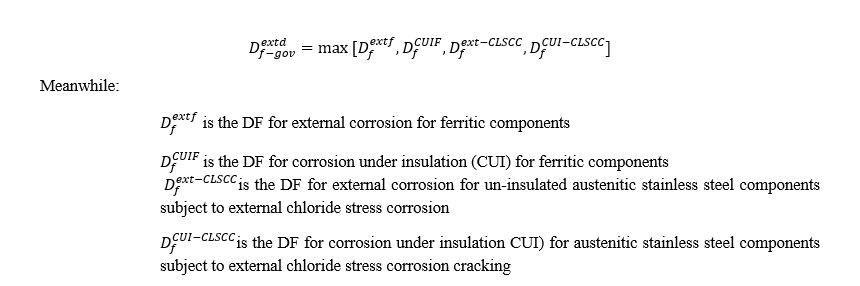 D_{f-gov}^{extd} = max [D_f^{extf}, D_f^{CUIF}, D_f^{ext-CLSCC}, D_f^{CUI-CLSCC}]
Meanwhile:
D_f^{extf} is the DF for external corrosion for ferritic components
D_f^{CUIF} is the DF for corrosion under insulation (CUI) for ferritic components
D_f^{ext-CLSCC} is the DF for external corrosion for un-insulated austenitic stainless steel components
subject to external chloride stress corrosion
D_f^{CUI-CLSCC} is the DF for corrosion under insulation CUI) for austenitic stainless steel components
subject to external chloride stress corrosion cracking